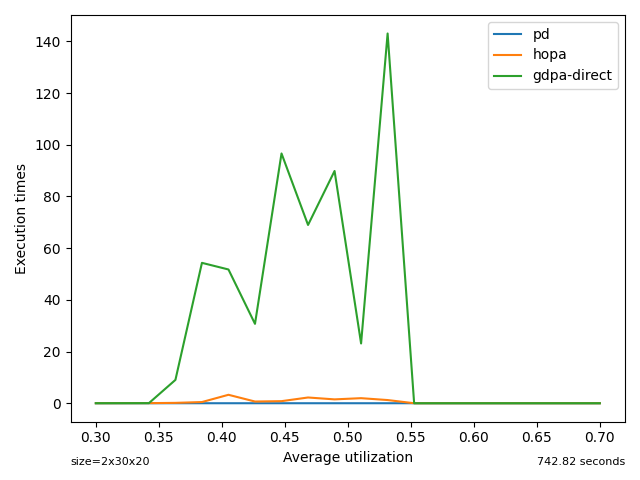 pd
hopa
gdpa-direct
140
120
100
80
60
40
20
0
Execution times
0.30 0.35 0.40 0.45 0.50 0.55 0.60 0.65 0.70
Average utilization
size=2x30x20
742.82 seconds